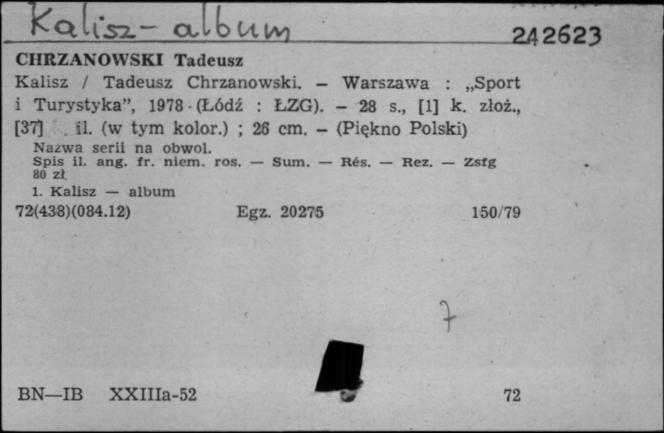 Kalisz - album
242623
CHRZANOWSKI Tadeusz
Kalisz / Tadeusz Chrzanowski. — Warszawa : „Sport
i Turystyka”, 1978 (Łódź : ŁZG). — 28 s., [1] k. złoż.,
[37] il. (w tym kolor.) ; 26 cm. — (Piękno Polski)
Nazwa serii na obwol.
Spis il. ang. fr. niem. ros. — Sum. — Rés. — Rez. — Zsfg
80 zł
1. Kalisz — album
72(438)(084.12) Egz. 20275 150/79
7
BN—IB XXIIIa-52 72